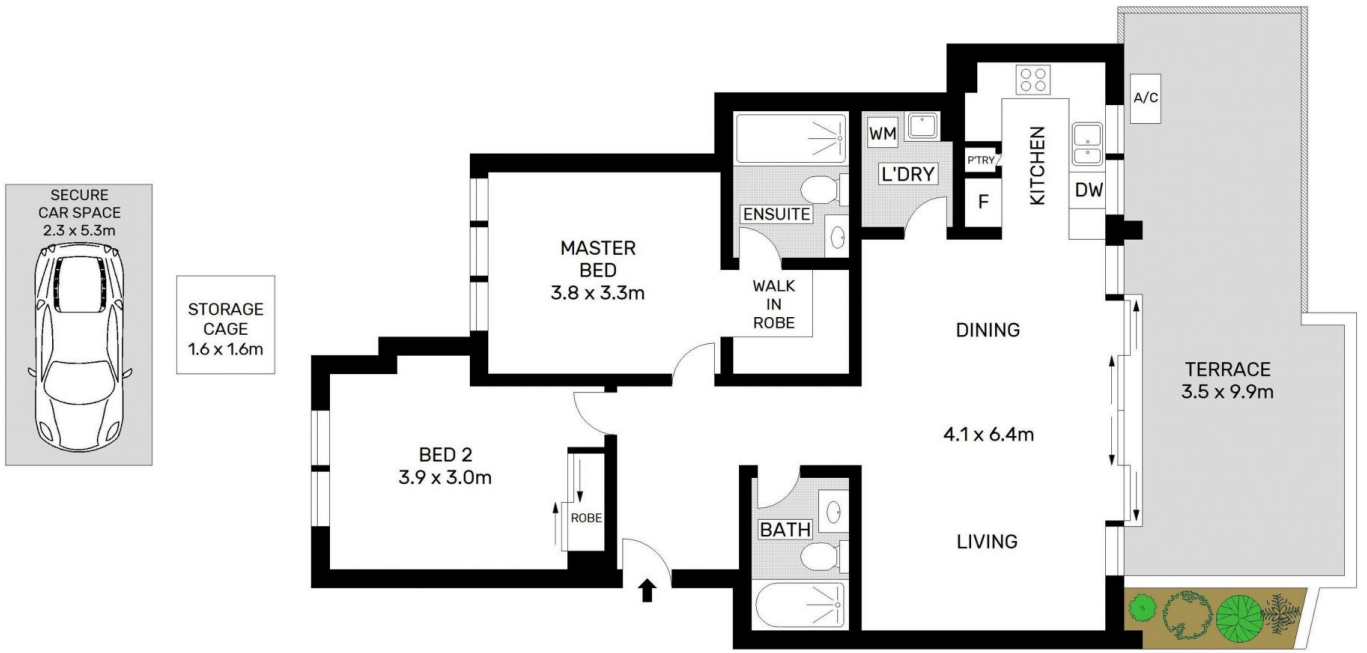 SECURE
CAR SPACE
2.3 x 5.3m
STORAGE
CAGE
1.6 x 1.6m
MASTER
BED
3.8 x 3.3m
BED 2
3.9 x 3.0m
ROBE
ENSUITE
WALK
IN
ROBE
BATH
WM
L'DRY
P'TRY
F
KITCHEN
DW
DINING
4.1 x 6.4m
LIVING
A/C
TERRACE
3.5 x 9.9m